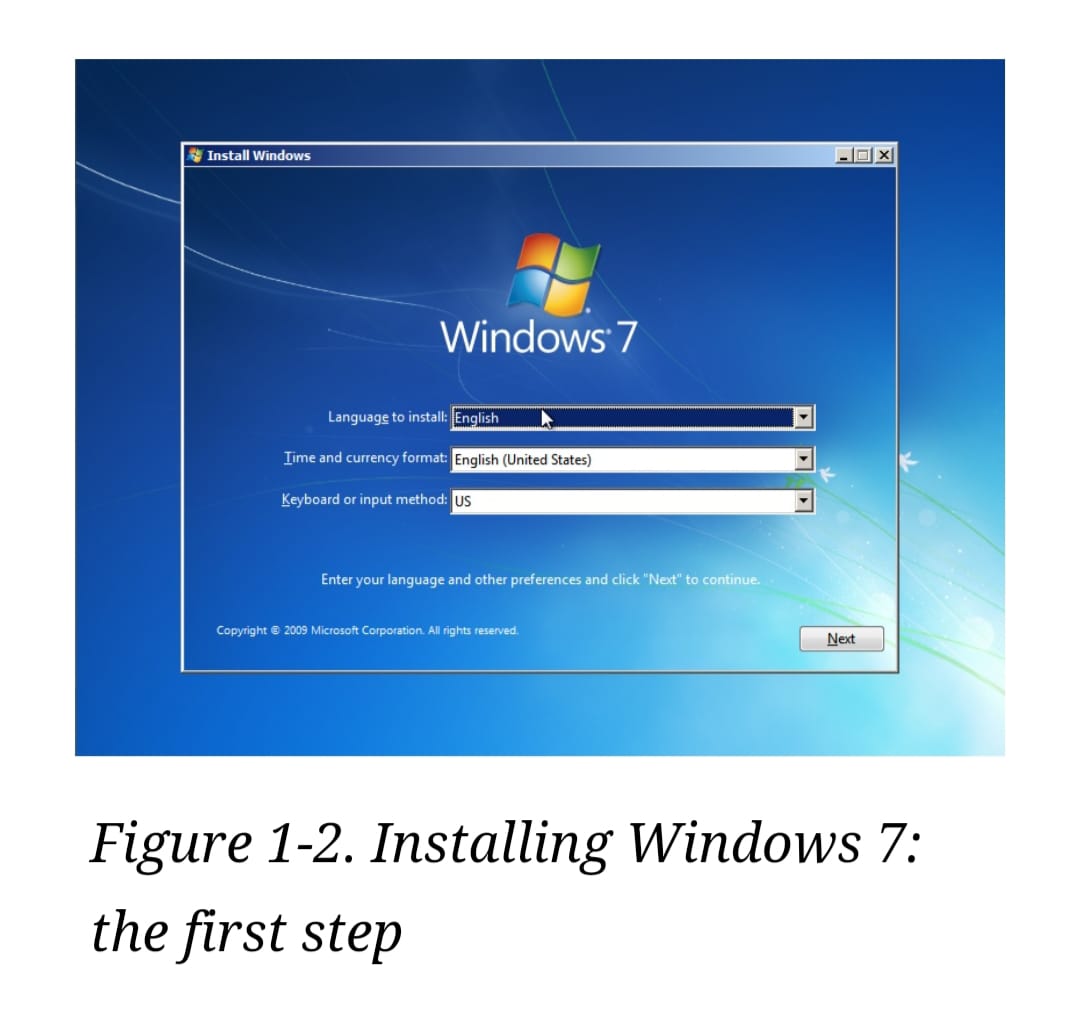 Install Windows
Windows® 7
Language to install: English
Time and currency format: English (United States)
Keyboard or input method: US
Enter your language and other preferences and click "Next" to continue.
Copyright © 2009 Microsoft Corporation. All rights reserved.
Next
Figure 1-2. Installing Windows 7:
the first step